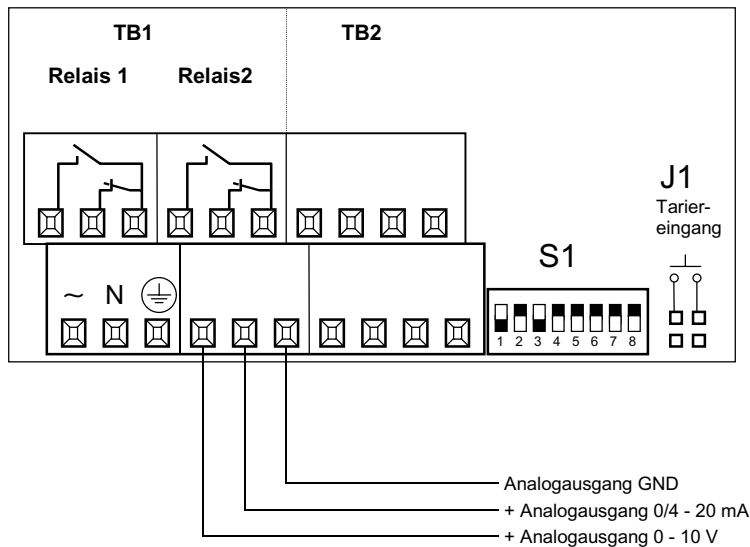 TB1 TB2
Relais 1 Relais2
J1
Tarier-
eingang
S1
~ N
1 2 3 4 5 6 7 8
Analogausgang GND
+ Analogausgang 0/4 - 20 mA
+ Analogausgang 0 - 10 V